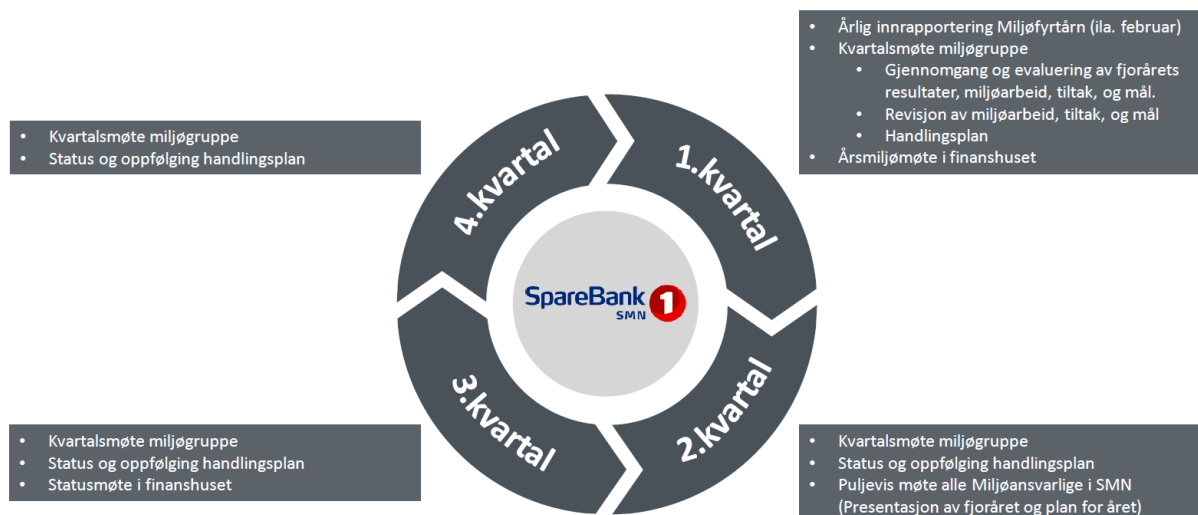 • Årlig innrapportering Miljøfyrtårn (ila. februar)
• Kvartalsmøte miljøgruppe
• Gjennomgang og evaluering av fjorårets
resultater, miljøarbeid, tiltak, og mål.
• Revisjon av miljøarbeid, tiltak, og mål
• Handlingsplan
• Årsmiljømøte i finanshuset
• Kvartalsmøte miljøgruppe
• Status og oppfølging handlingsplan
4.kvartal
1.kvartal
SpareBank 1
SMN
3.kvartal
2.kvartal
• Kvartalsmøte miljøgruppe
• Status og oppfølging handlingsplan
• Statusmøte i finanshuset
• Kvartalsmøte miljøgruppe
• Status og oppfølging handlingsplan
• Puljevis møte alle Miljøansvarlige i SMN
(Presentasjon av fjoråret og plan for året)